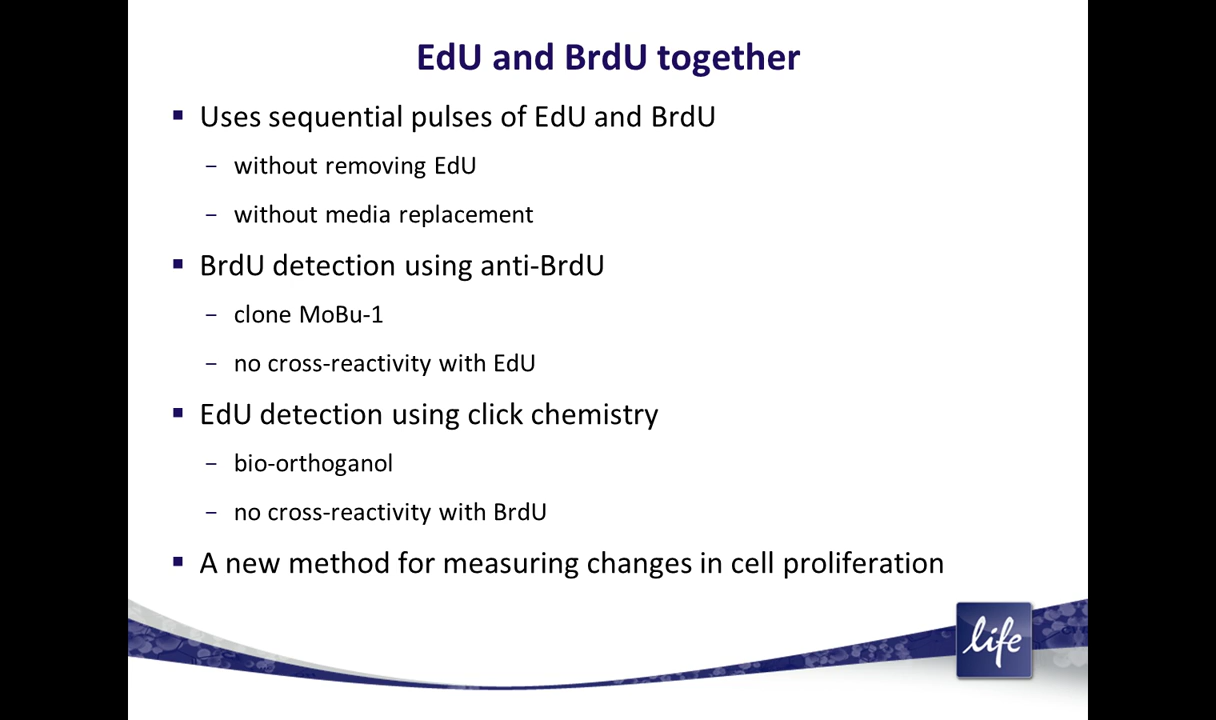 EdU and BrdU together
▪ Uses sequential pulses of EdU and BrdU
– without removing EdU
– without media replacement
▪ BrdU detection using anti-BrdU
– clone MoBu-1
– no cross-reactivity with EdU
▪ EdU detection using click chemistry
– bio-orthoganol
– no cross-reactivity with BrdU
▪ A new method for measuring changes in cell proliferation
life